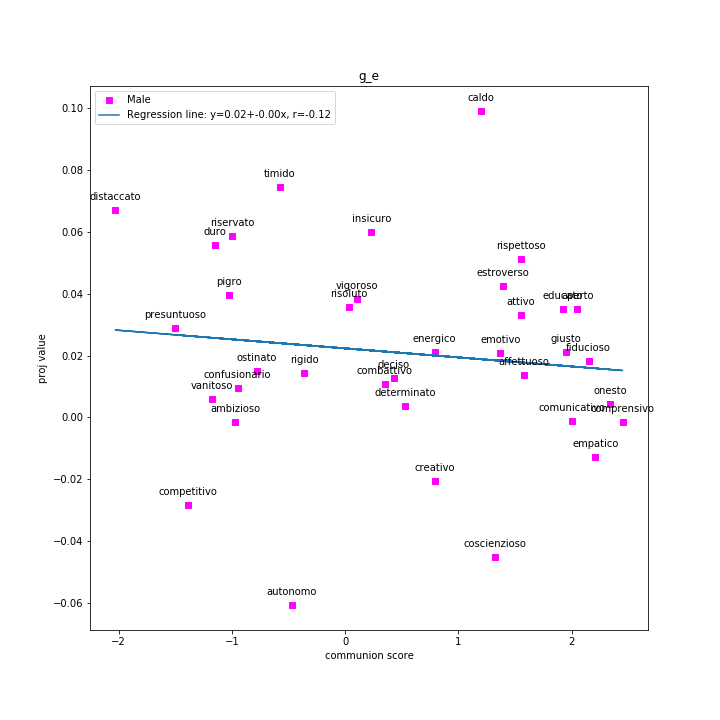 g_e
Male
Regression line: y=0.02+-0.00x, r=-0.12
caldo
timido
distaccato
insicuro
riservato
duro
rispettoso
estroverso
pigro
vigoroso
risoluto
educato
aperto
attivo
presuntuoso
energico
emotivo
giusto
fiducioso
ostinato
rigido
affettuoso
deciso
combattivo
confusionario
vanitoso
determinato
onesto
ambizioso
comunicativo
comprensivo
empatico
creativo
competitivo
coscienzioso
autonomo
0.10
0.08
0.06
0.04
0.02
0.00
−0.02
−0.04
−0.06
proj value
−2
−1
0
1
2
communion score